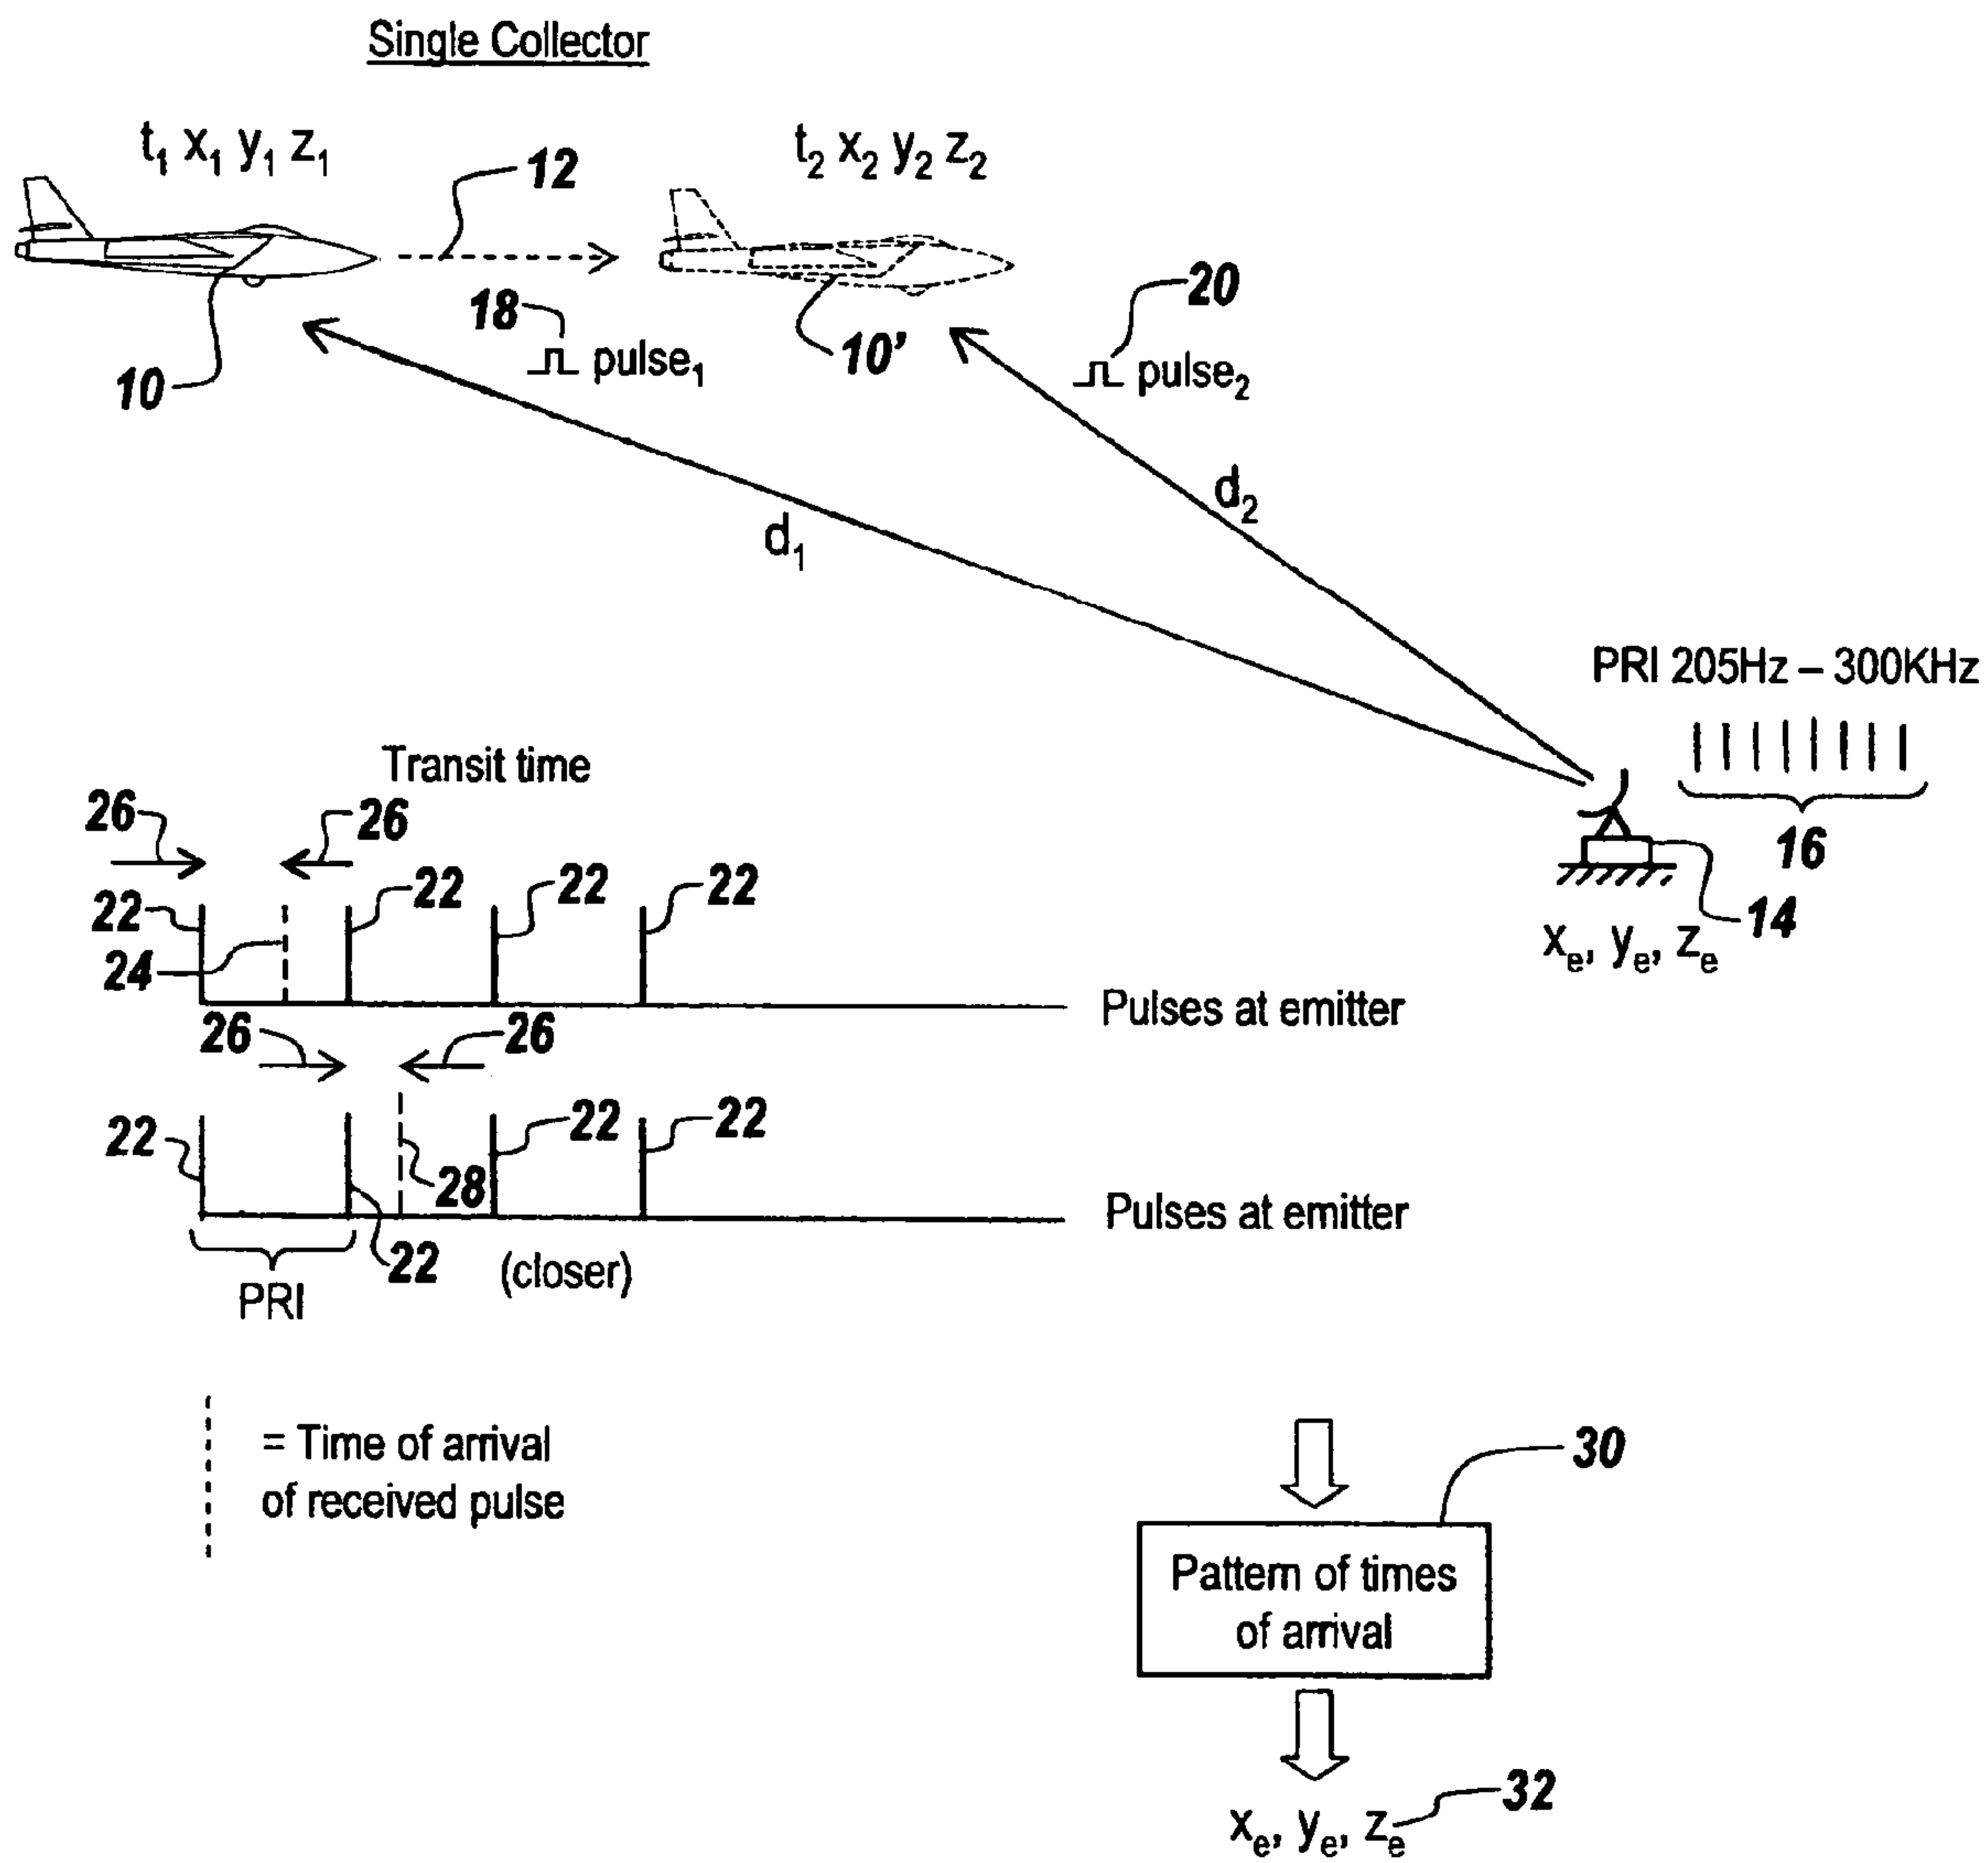 Single Collector
t1 x1 y1 z1
12
t2 x2 y2 z2
18
20
pulse1
10'
pulse2
10
d2
d1
PRI 205Hz – 300KHz
Transit time
26
26
16
22
22
22
22
24
14
xe, ye, ze
Pulses at emitter
26
26
22
22
22
28
Pulses at emitter
22
(closer)
PRI
= Time of arrival
of received pulse
30
Pattern of times
of arrival
32
xe, ye, ze